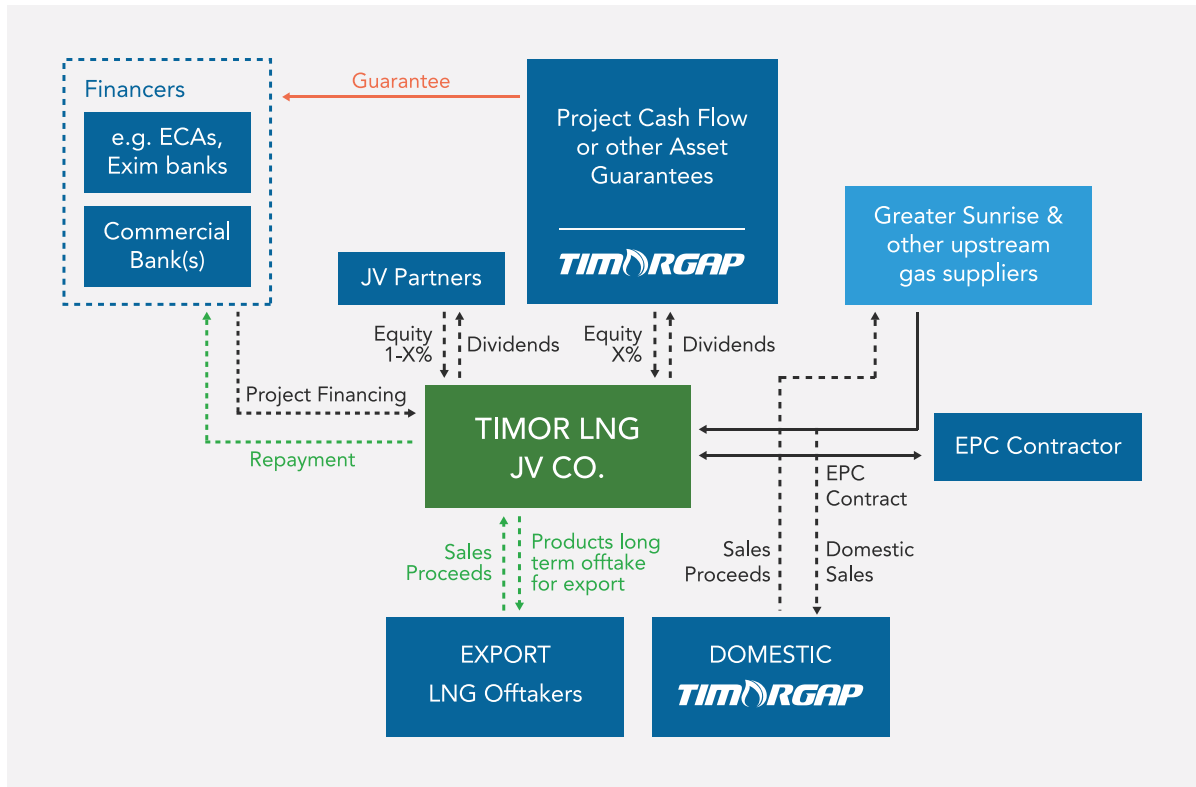 Financers
e.g. ECAs,
Exim banks
Commercial
Bank(s)
Guarantee
Project Cash Flow
or other Asset
Guarantees
TIMORGAP
JV Partners
Greater Sunrise &
other upstream
gas suppliers
Equity
1-X%
Dividends
Equity
X%
Dividends
Project Financing
Repayment
TIMOR LNG
JV CO.
EPC Contractor
EPC
Contract
Sales
Proceeds
Products long
term offtake
for export
Sales
Proceeds
Domestic
Sales
EXPORT
LNG Offtakers
DOMESTIC
TIMORGAP